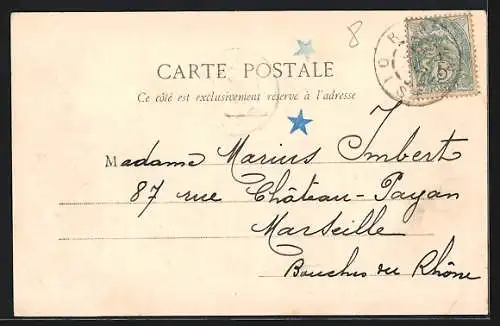 8
CARTE POSTALE
Ce côté est exclusivement réservé à l'adresse
Madame Marius Imbert
87 rue Château-Payan
Marseille
Bouches du Rhône